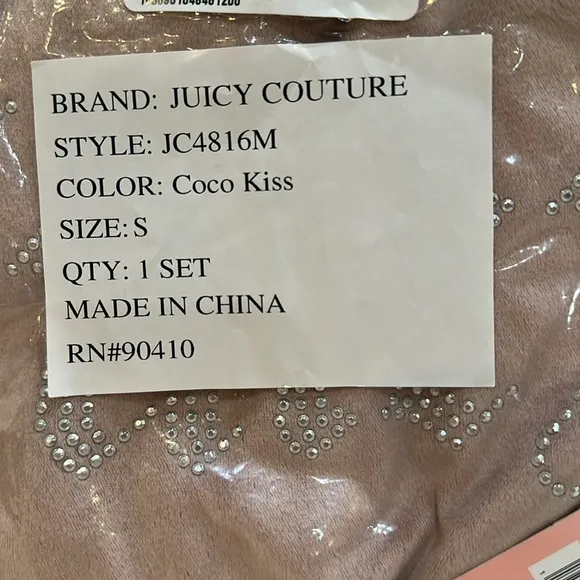 BRAND: JUICY COUTURE
STYLE: JC4816M
COLOR: Coco Kiss
SIZE: S
QTY: 1 SET
MADE IN CHINA
RN#90410